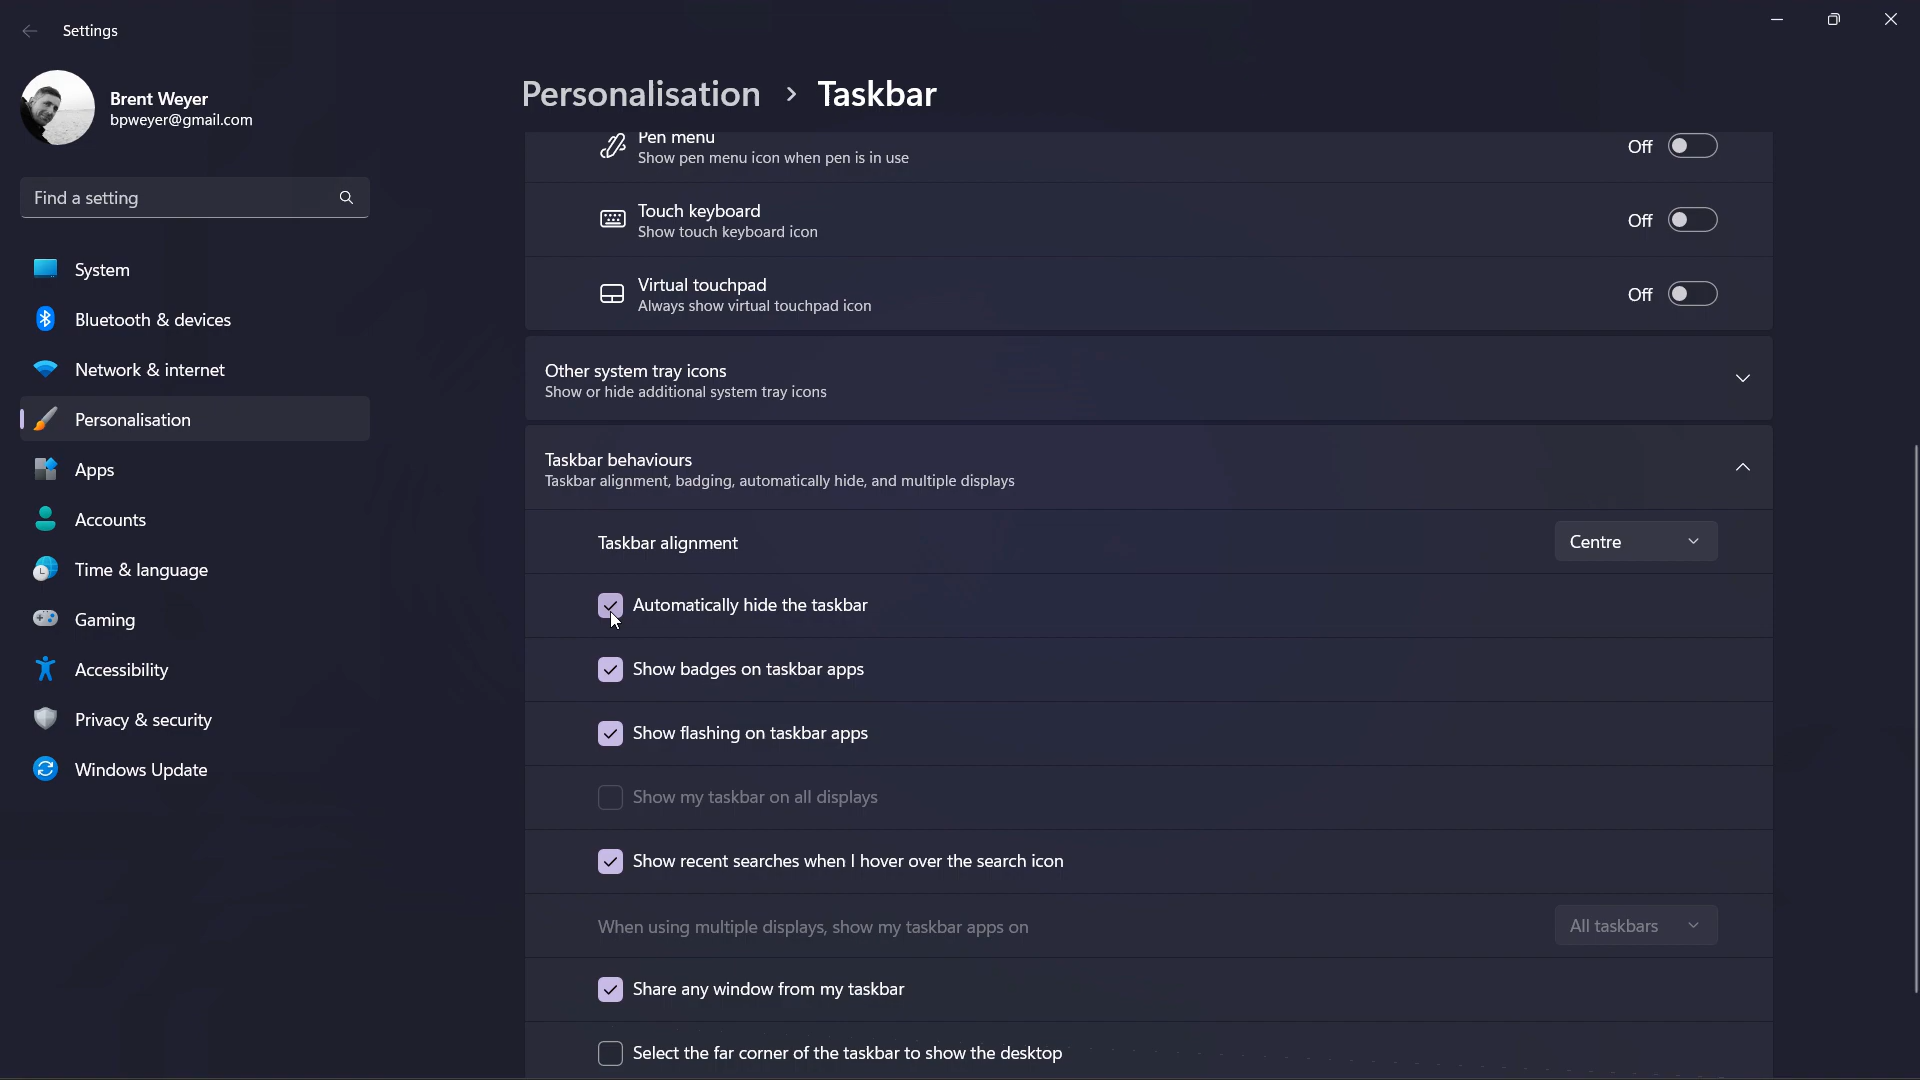 Settings
Brent Weyer
bpweyer@gmail.com
Find a setting
System
Bluetooth & devices
Network & internet
Personalisation
Apps
Accounts
Time & language
Gaming
Accessibility
Privacy & security
Windows Update
Personalisation > Taskbar
Pen menu
Show pen menu icon when pen is in use
Off
Touch keyboard
Show touch keyboard icon
Off
Virtual touchpad
Always show virtual touchpad icon
Off
Other system tray icons
Show or hide additional system tray icons
Taskbar behaviours
Taskbar alignment, badging, automatically hide, and multiple displays
Taskbar alignment
Centre
Automatically hide the taskbar
Show badges on taskbar apps
Show flashing on taskbar apps
Show my taskbar on all displays
Show recent searches when I hover over the search icon
When using multiple displays, show my taskbar apps on
All taskbars
Share any window from my taskbar
Select the far corner of the taskbar to show the desktop